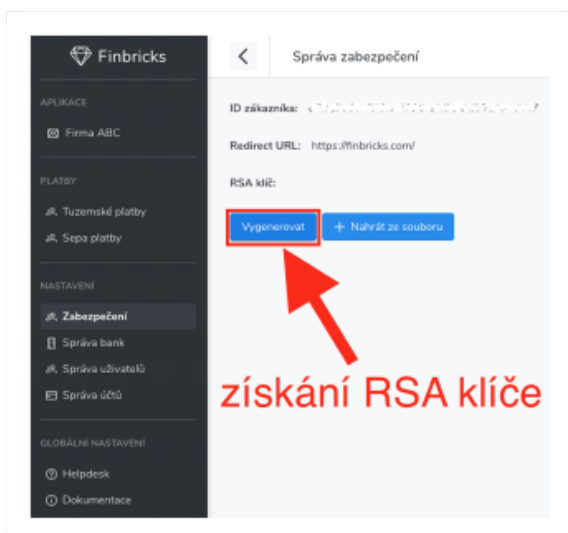 Finbricks
Správa zabezpečení
APLIKACE
Firma ABC
ID zákazníka:
Redirect URL: https://finbricks.com/
PLATBY
RSA klíč:
Tuzemské platby
Sepa platby
Vygenerovat
+ Nahrát ze souboru
NASTAVENÍ
Zabezpečení
Správa bank
Správa uživatelů
Správa účtů
získání RSA klíče
GLOBÁLNÍ NASTAVENÍ
Helpdesk
Dokumentace